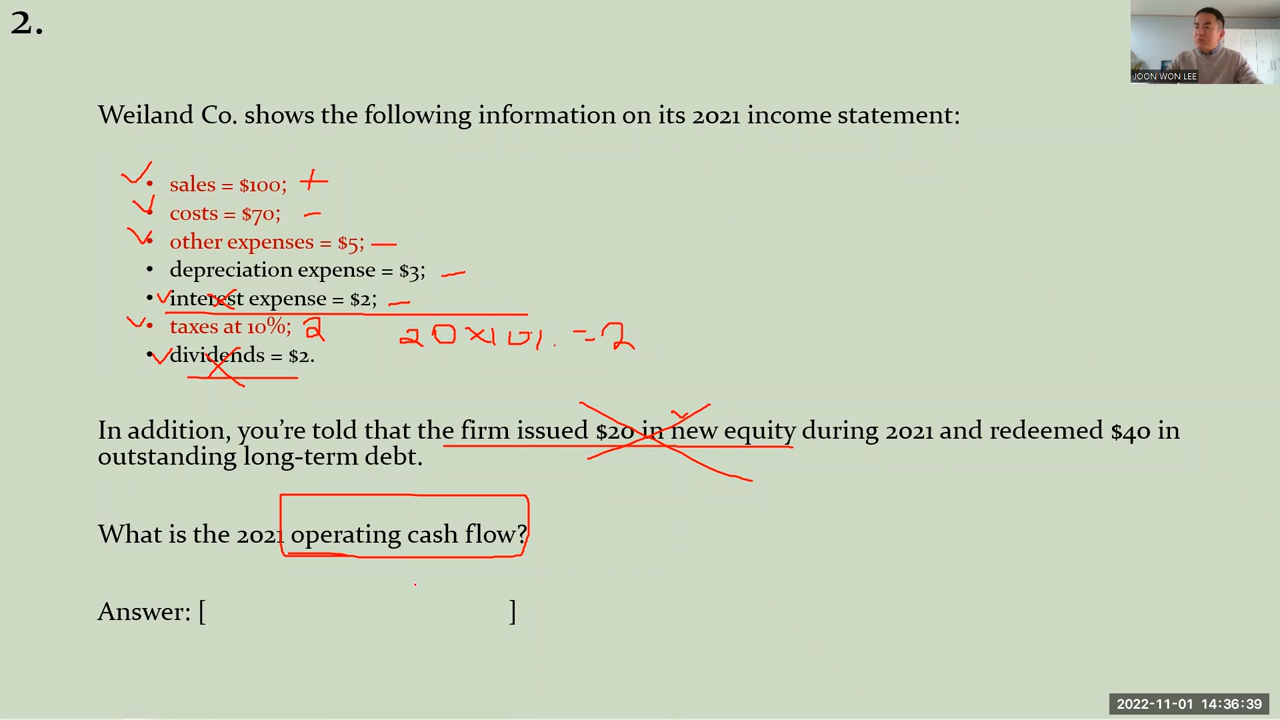 2.
JOON WON LEE
Weiland Co. shows the following information on its 2021 income statement:
• sales = $100; +
• costs = $70; –
• other expenses = $5; –
• depreciation expense = $3; –
• interest expense = $2; –
• taxes at 10%; 2 20 x 10%. = 2
• dividends = $2.
In addition, you’re told that the firm issued $20 in new equity during 2021 and redeemed $40 in
outstanding long-term debt.
What is the 2021 operating cash flow?
Answer: [ ]
2022-11-01 14:36:39